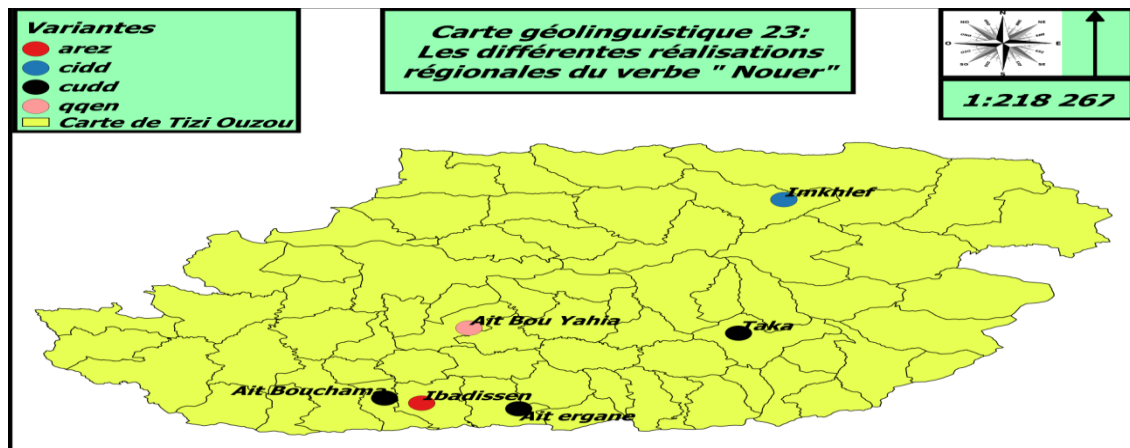 Variantes
arez
cidd
cudd
qqen
Carte de Tizi Ouzou
Carte géolinguistique 23:
Les différentes réalisations
régionales du verbe " Nouer"
N
O
E
S
1:218 267
Imkhlef
Ait Bou Yahia
Taka
Ait Bouchama
Ibadissen
Ait ergane